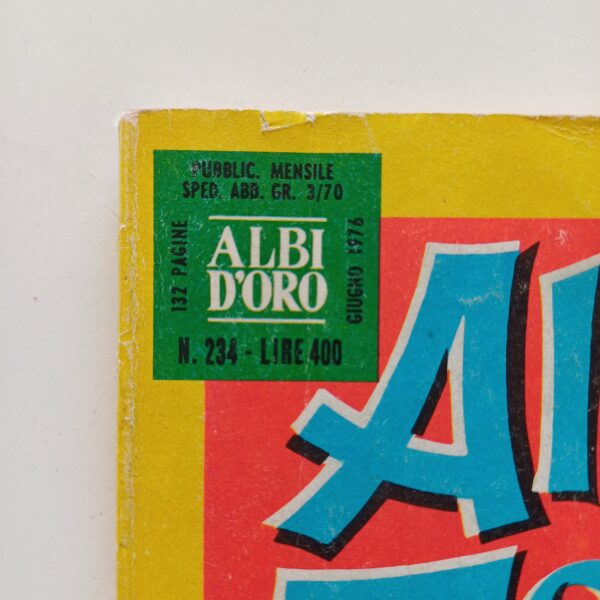 PUBBLIC. MENSILE
SPED. ABB. GR. 3/70
132 PAGINE
ALBI
D'ORO
GIUGNO 1976
N. 234 - LIRE 400